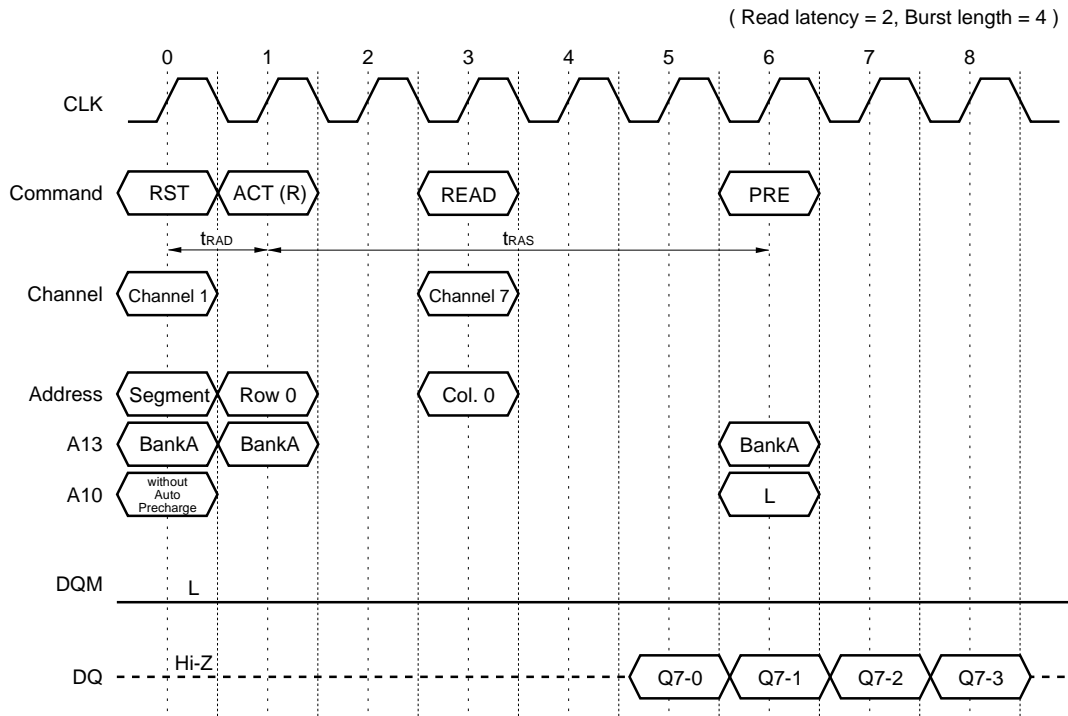 ( Read latency = 2, Burst length = 4 )
0 1 2 3 4 5 6 7 8
CLK
Command RST ACT (R) READ PRE
tRAD tRAS
Channel Channel 1 Channel 7
Address Segment Row 0 Col. 0
A13 BankA BankA BankA
A10 without Auto Precharge L
DQM L
DQ Hi-Z Q7-0 Q7-1 Q7-2 Q7-3